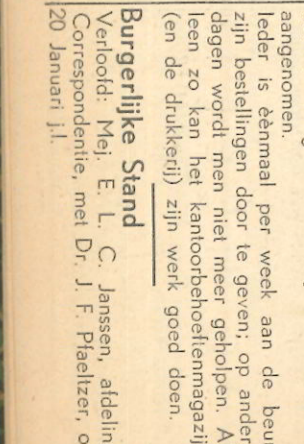 aangenomen.
Ieder is èènmaal per week aan de beu
zijn bestellingen door te geven; op ander
dagen wordt men niet meer geholpen. A
leen zo kan het kantoorbehoeftenmagazij
(en de drukkerij) zijn werk goed doen.
Burgerlijke Stand
Verloofd: Mej. E. L. C. Janssen, afdelin
Correspondentie, met Dr. J. F. Pfaeltzer, o
20 Januari j.l.